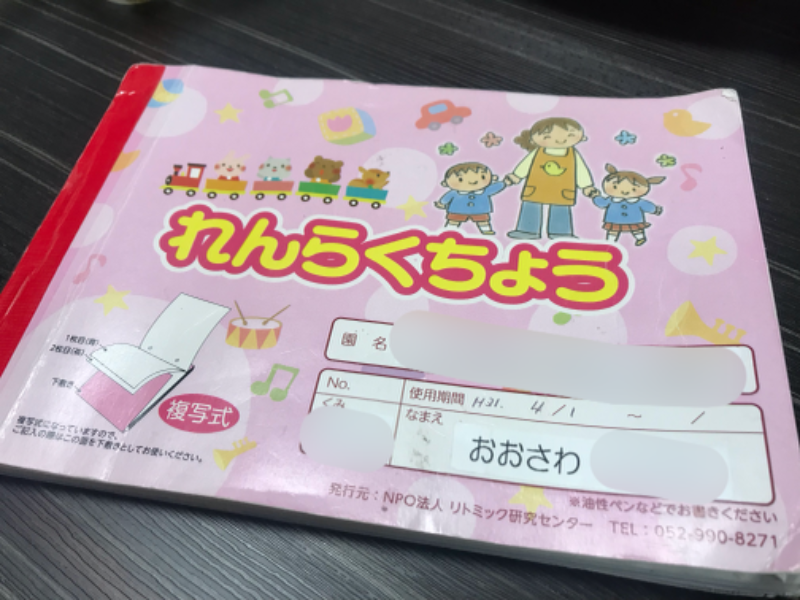 れんらくちょう
1枚目(園)
2枚目(家)
下敷き
複写式
複写式になっていますので、
ご記入の際はこの面を下敷きとしてお使いください。
園 名
No.
使用期間 H31. 4/1 ~ /
くみ
なまえ
おおさわ
※油性ペンなどでお書きください
発行元:NPO法人 リトミック研究センター TEL:052-990-8271